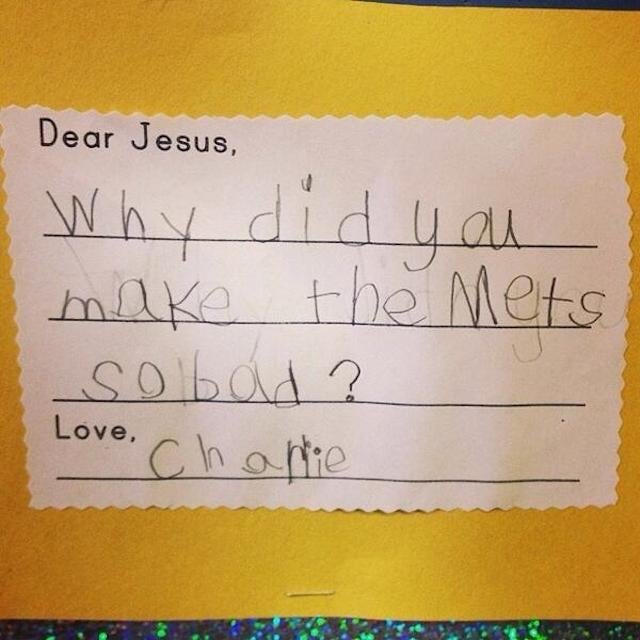 Dear Jesus,
Why did you
make the Mets
so bad?
Love,
Charlie